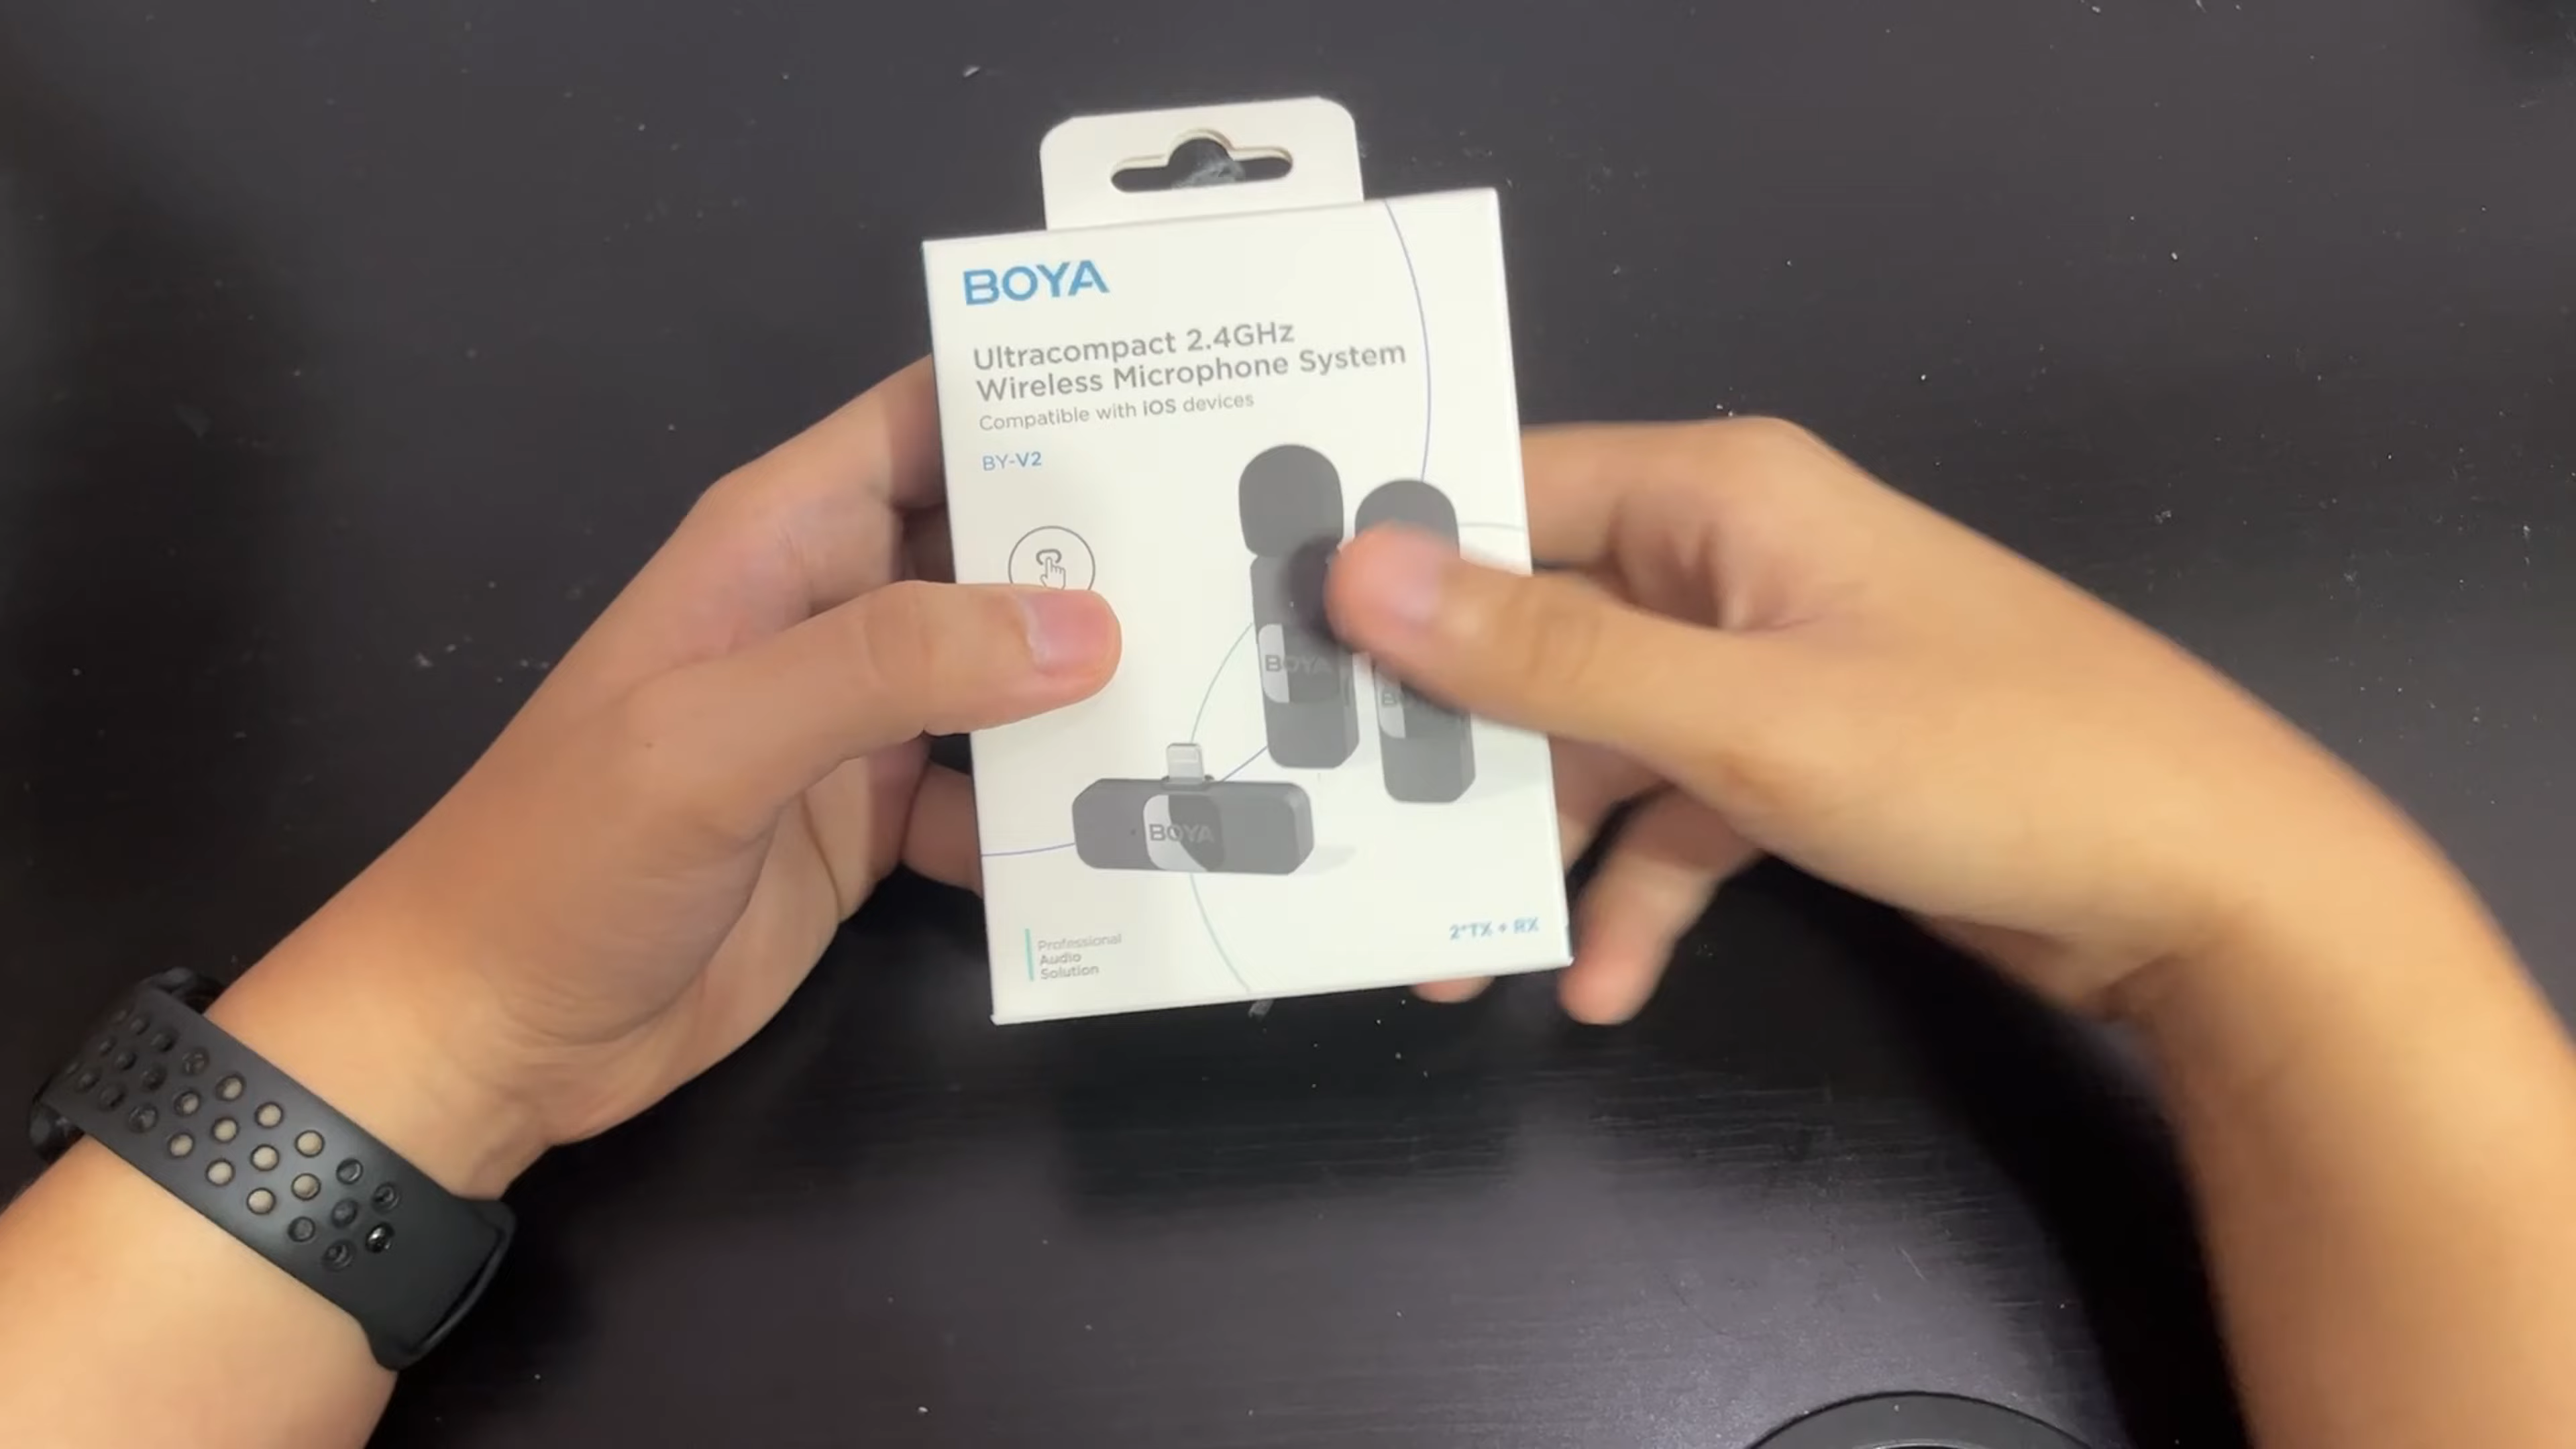 BOYA
Ultracompact 2.4GHz
Wireless Microphone System
Compatible with iOS devices
BY-V2
BOYA
BOYA
Professional
Audio
Solution
2*TX + RX